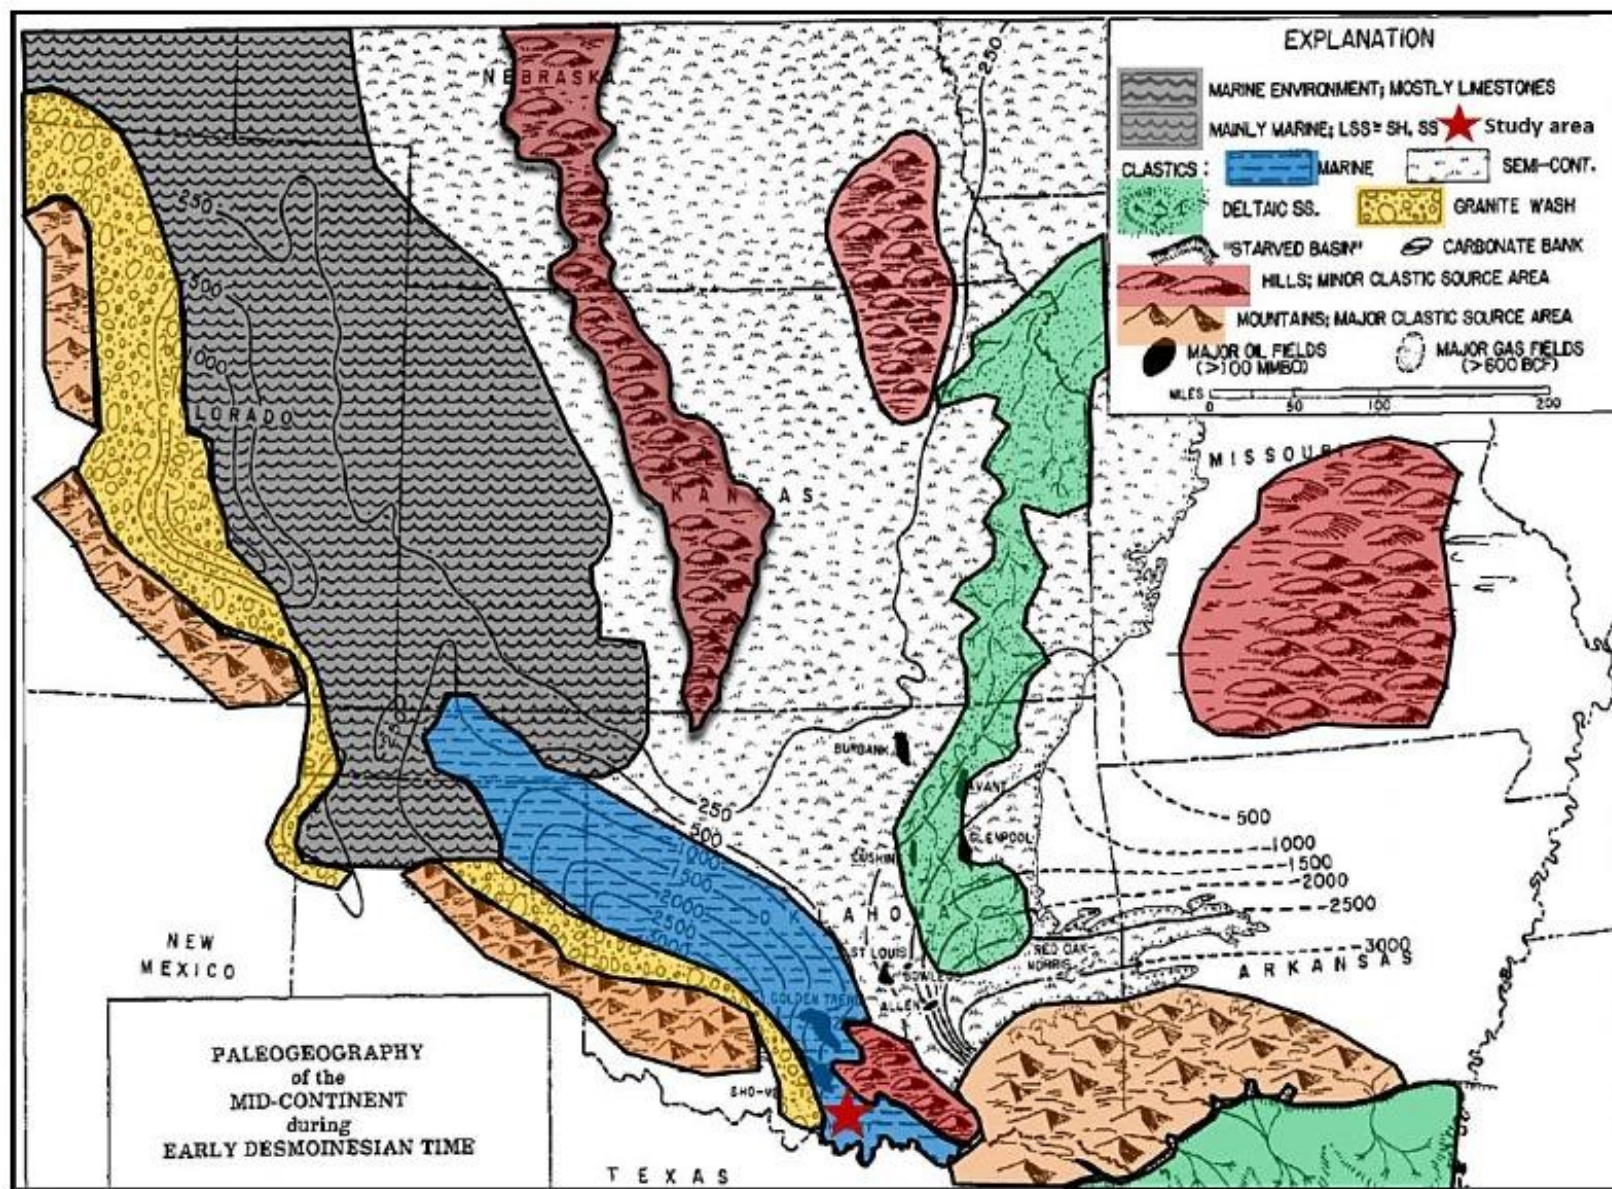 EXPLANATION
MARINE ENVIRONMENT; MOSTLY LIMESTONES
MAINLY MARINE; LSS≅SH, SS Study area
CLASTICS: MARINE SEMI-CONT.
DELTAIC SS. GRANITE WASH
"STARVED BASIN" CARBONATE BANK
HILLS; MINOR CLASTIC SOURCE AREA
MOUNTAINS; MAJOR CLASTIC SOURCE AREA
MAJOR OIL FIELDS MAJOR GAS FIELDS
(>100 MMBO) (>600 BCF)
MILES 0 50 100 200
NEBRASKA
250
250
500
1000
COLORADO
KANSAS
MISSOURI
BURBANK
AVANT
GLENPOOL
CUSHING
250
500
1000
1500
2000
2500
3000
OKLAHOMA
500
1000
1500
2000
2500
3000
ST LOUIS
BOWLEGS
ALLEN
RED OAK-
NORRIS
ARKANSAS
GOLDEN TREND
NEW
MEXICO
TEXAS
PALEOGEOGRAPHY
of the
MID-CONTINENT
during
EARLY DESMOINESIAN TIME